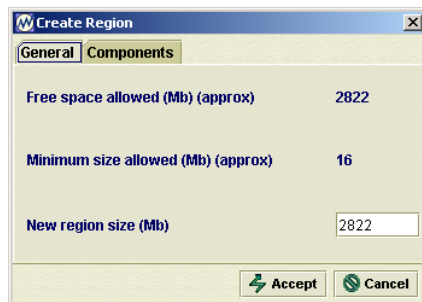 Create Region
General Components
Free space allowed (Mb) (approx) 2822
Minimum size allowed (Mb) (approx) 16
New region size (Mb) 2822
Accept Cancel